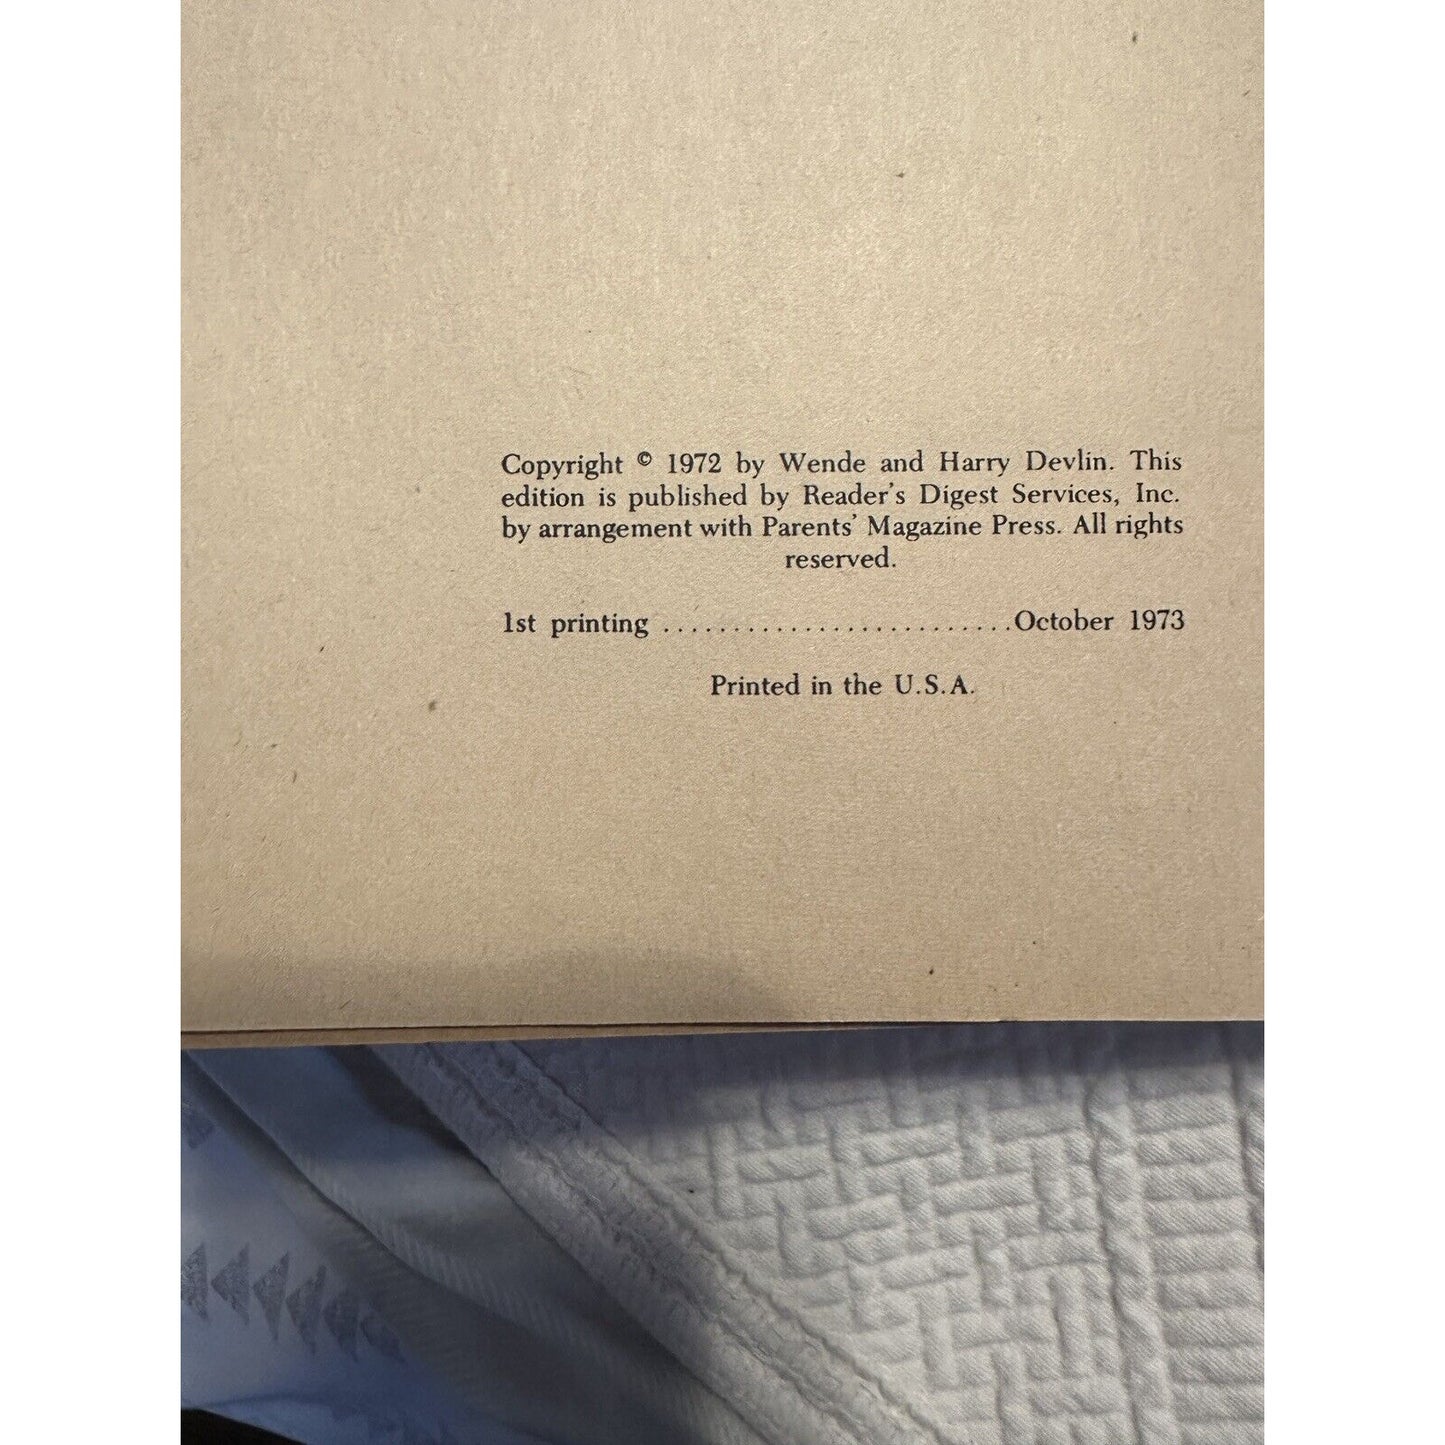 Copyright © 1972 by Wende and Harry Devlin. This
edition is published by Reader's Digest Services, Inc.
by arrangement with Parents' Magazine Press. All rights
reserved.
1st printing .........................October 1973
Printed in the U.S.A.